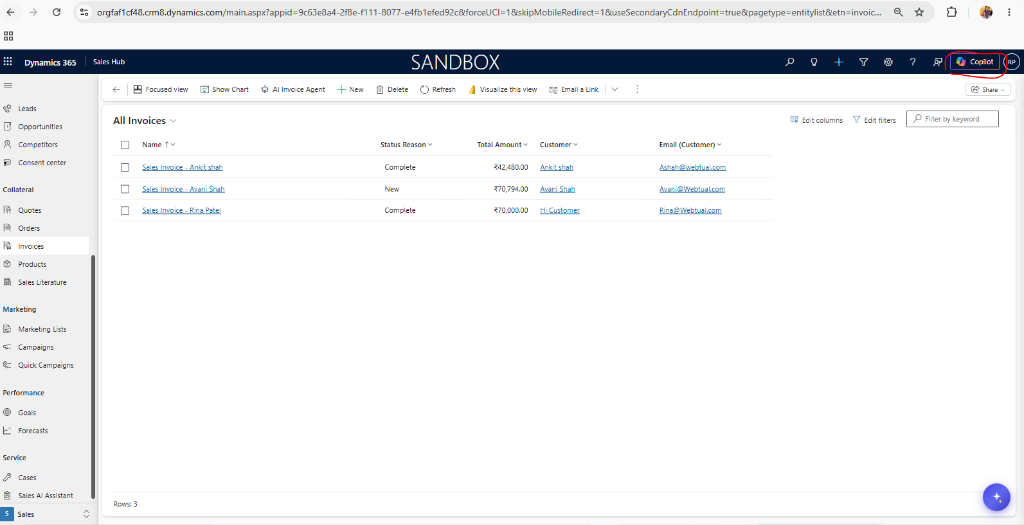 orgfaf1cf48.crm8.dynamics.com/main.aspx?appid=9c63e8a4-2f8e-f111-8077-e4fb1efed92c&forceUCI=1&skipMobileRedirect=1&useSecondaryCdnEndpoint=true&pagetype=entitylist&etn=invoic...
Dynamics 365 Sales Hub SANDBOX Copilot RP
Focused view Show Chart AI Invoice Agent New Delete Refresh Visualize this view Email a Link Share
Leads
Opportunities
Competitors
Consent center
Collateral
Quotes
Orders
Invoices
Products
Sales Literature
Marketing
Marketing Lists
Campaigns
Quick Campaigns
Performance
Goals
Forecasts
Service
Cases
Sales AI Assistant
S Sales
All Invoices Edit columns Edit filters Filter by keyword
Name ↑ Status Reason Total Amount Customer Email (Customer)
Sales Invoice - Ankit shah Complete ₹42,480.00 Ankit shah Ashah@webtual.com
Sales Invoice - Avani Shah New ₹70,794.00 Avani Shah Avani@Webtual.com
Sales Invoice - Rina Patel Complete ₹70,000.00 Hi Customer Rina@Webtual.com
Rows: 3